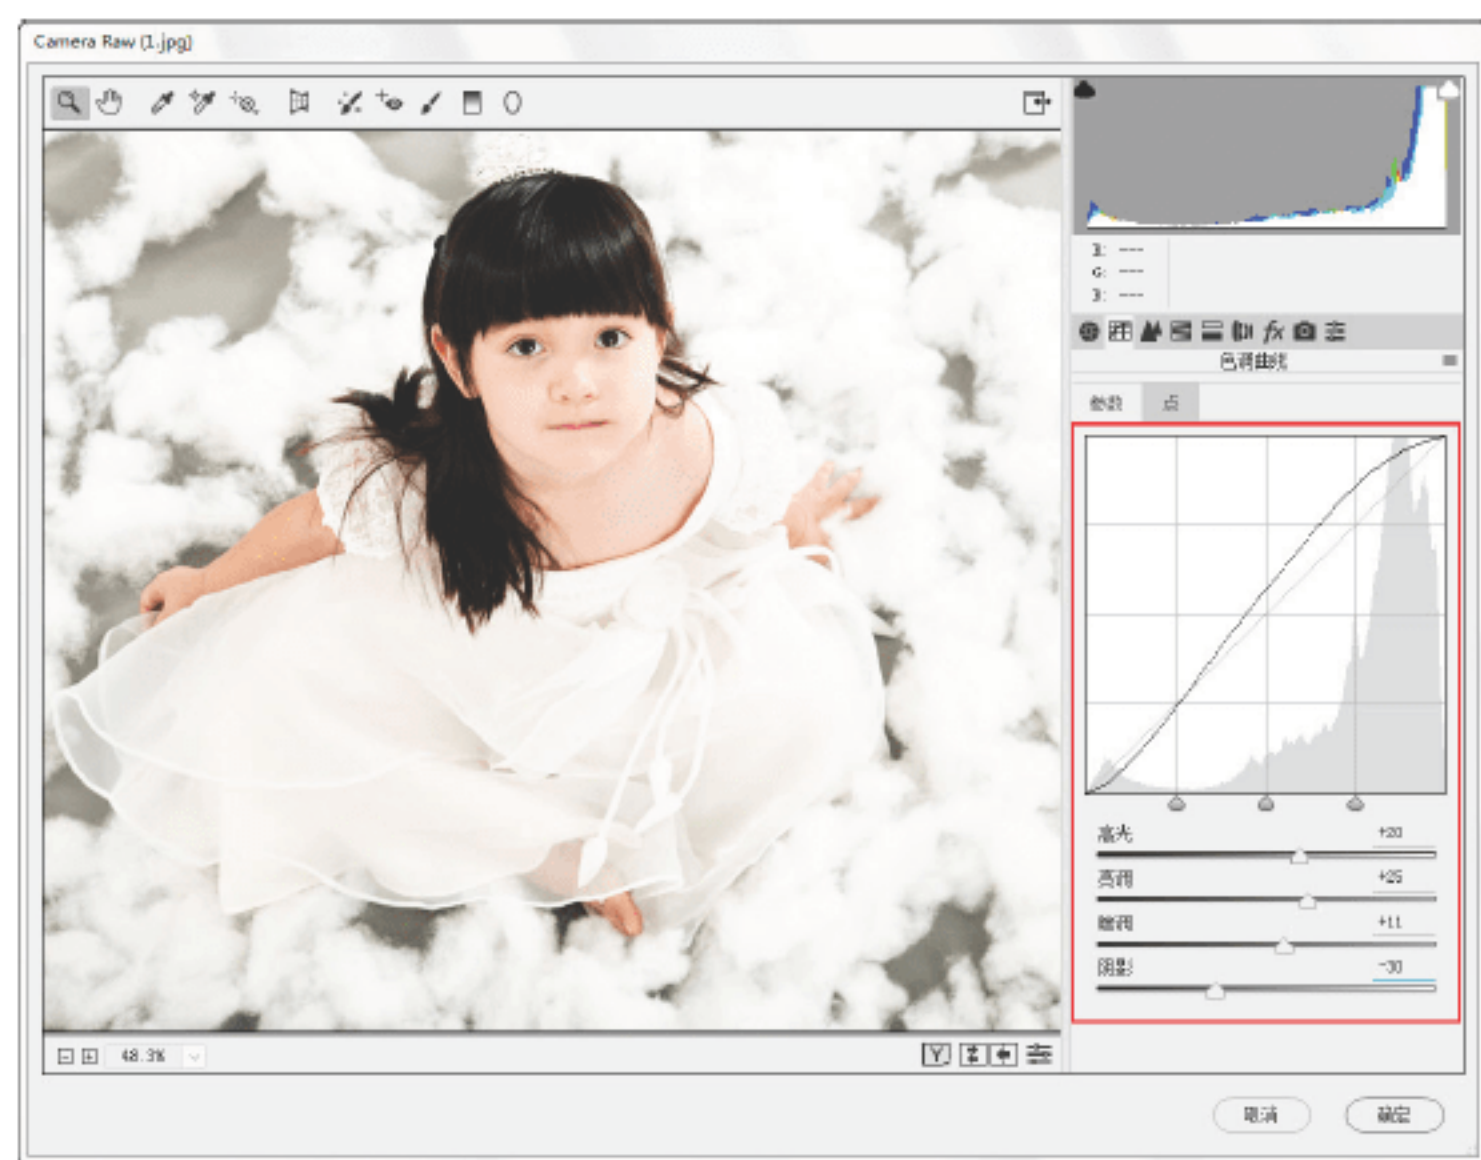 Camera Raw (1.jpg)
R: ---
G: ---
B: ---
fx
色调曲线
参数 点
高光 +20
亮调 +25
暗调 +11
阴影 -30
48.3%
Y
取消 确定